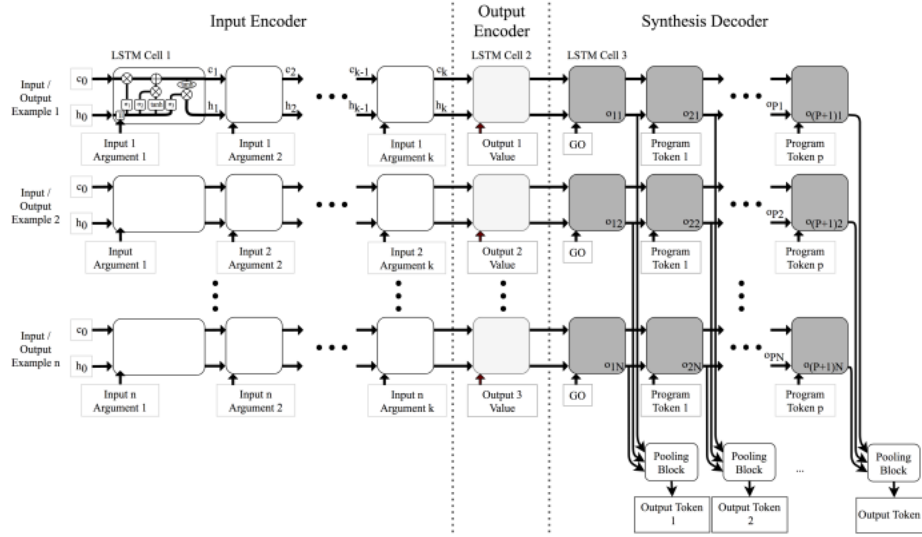 Input Encoder
Output
Encoder
Synthesis Decoder
LSTM Cell 1
LSTM Cell 2
LSTM Cell 3
Input /
Output
Example 1
c0
h0
tanh
tanh
c1
h1
c2
h2
ck-1
hk-1
ck
hk
o11
o21
oP1
o(P+1)1
Input 1
Argument 1
Input 1
Argument 2
Input 1
Argument k
Output 1
Value
GO
Program
Token 1
Program
Token p
Input /
Output
Example 2
c0
h0
o12
o22
oP2
o(P+1)2
Input
Argument 1
Input 2
Argument 2
Input 2
Argument k
Output 2
Value
GO
Program
Token 1
Program
Token p
Input /
Output
Example n
c0
h0
o1N
o2N
oPN
o(P+1)N
Input n
Argument 1
Input n
Argument 2
Input n
Argument k
Output 3
Value
GO
Program
Token 1
Program
Token p
Pooling
Block
Pooling
Block
...
Pooling
Block
Output Token
1
Output Token
2
Output Token